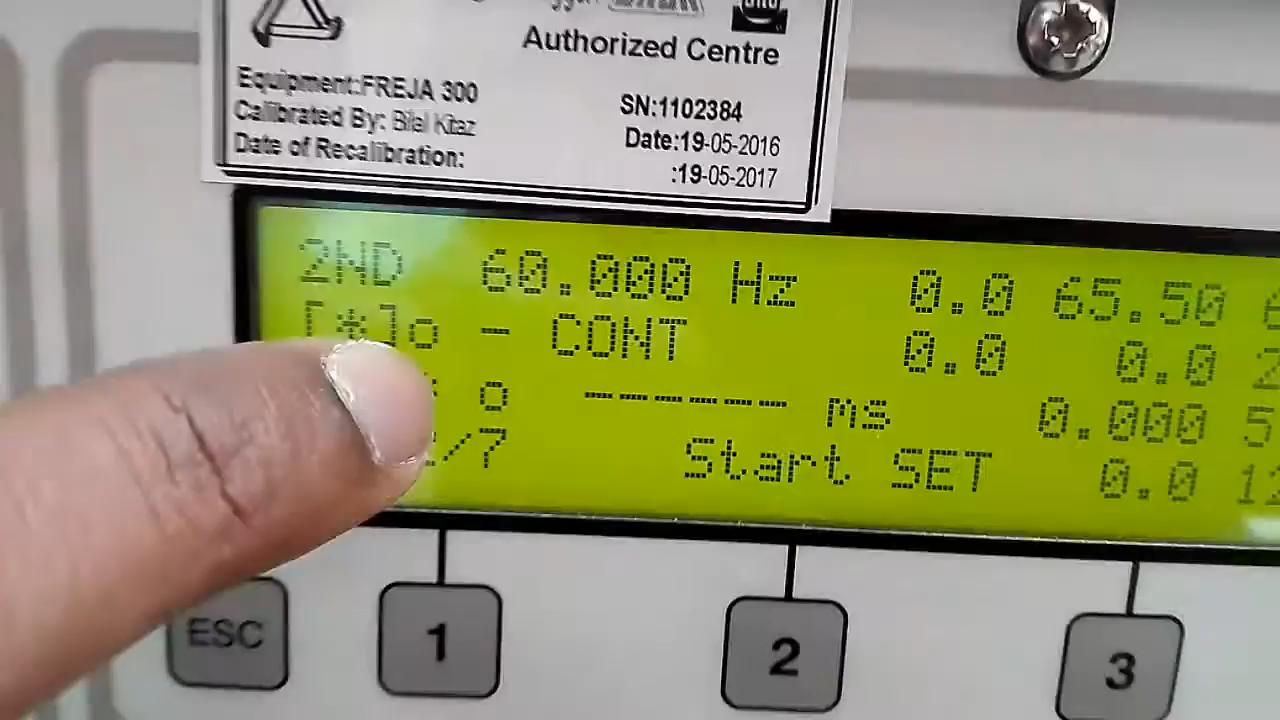 Authorized Centre
Equipment:FREJA 300
SN:1102384
Calibrated By: Bilal Kitaz
Date:19-05-2016
Date of Recalibration:
:19-05-2017
2ND 60.000 Hz 0.0 65.50
[*]o - CONT 0.0 0.0
o ------ ms 0.000
/7 Start SET 0.0
ESC
1
2
3